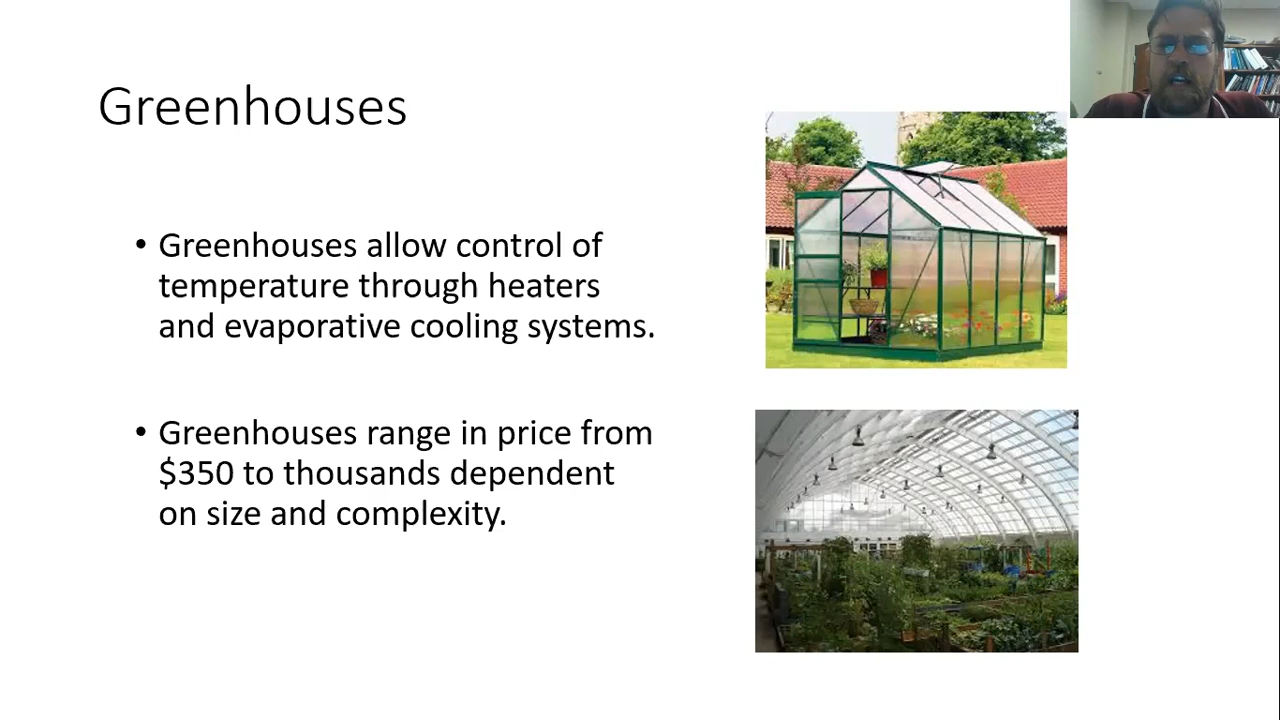 Greenhouses
• Greenhouses allow control of
temperature through heaters
and evaporative cooling systems.
• Greenhouses range in price from
$350 to thousands dependent
on size and complexity.